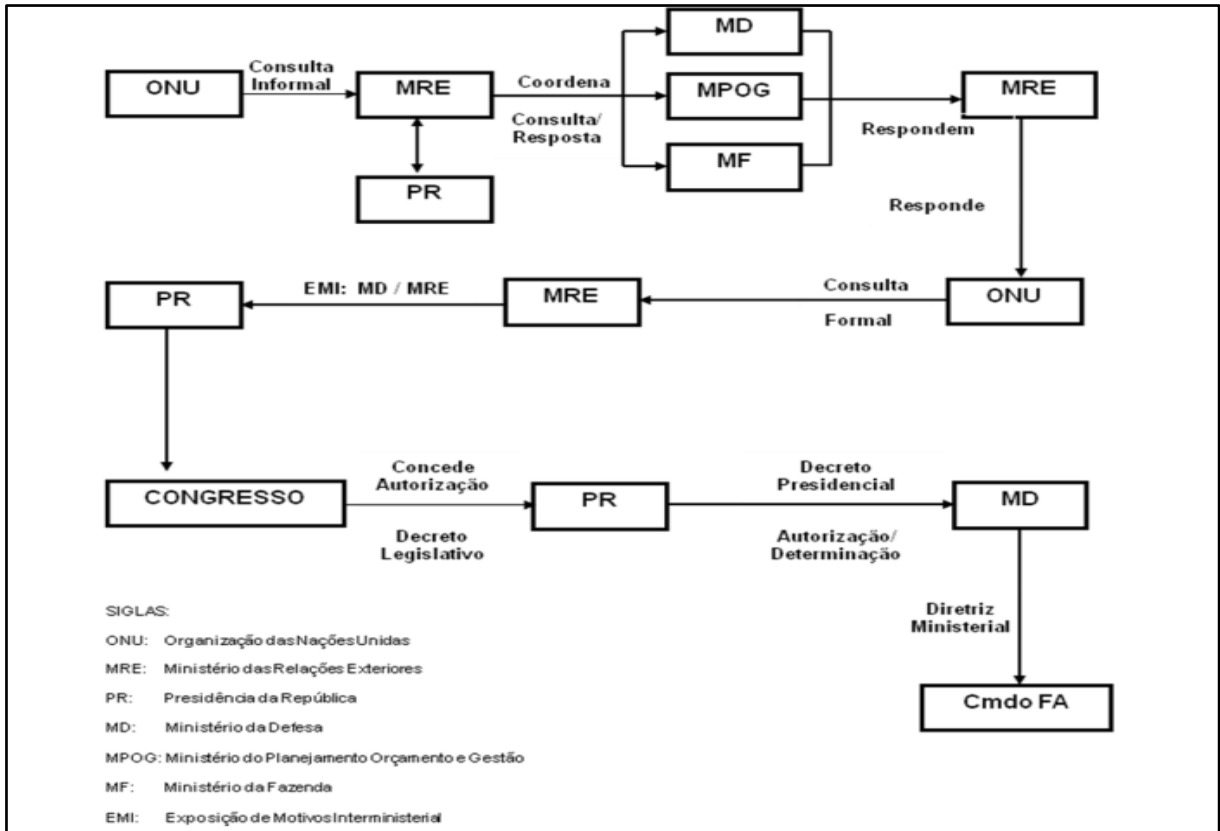 ONU
Consulta
Informal
MRE
PR
Coordena
Consulta/
Resposta
MD
MPOG
MF
Respondem
MRE
Responde
ONU
Consulta
Formal
MRE
EMI: MD / MRE
PR
CONGRESSO
Concede
Autorização
Decreto
Legislativo
PR
Decreto
Presidencial
Autorização/
Determinação
MD
Diretriz
Ministerial
Cmdo FA
SIGLAS:
ONU: Organização das Nações Unidas
MRE: Ministério das Relações Exteriores
PR: Presidência da República
MD: Ministério da Defesa
MPOG: Ministério do Planejamento Orçamento e Gestão
MF: Ministério da Fazenda
EMI: Exposição de Motivos Interministerial